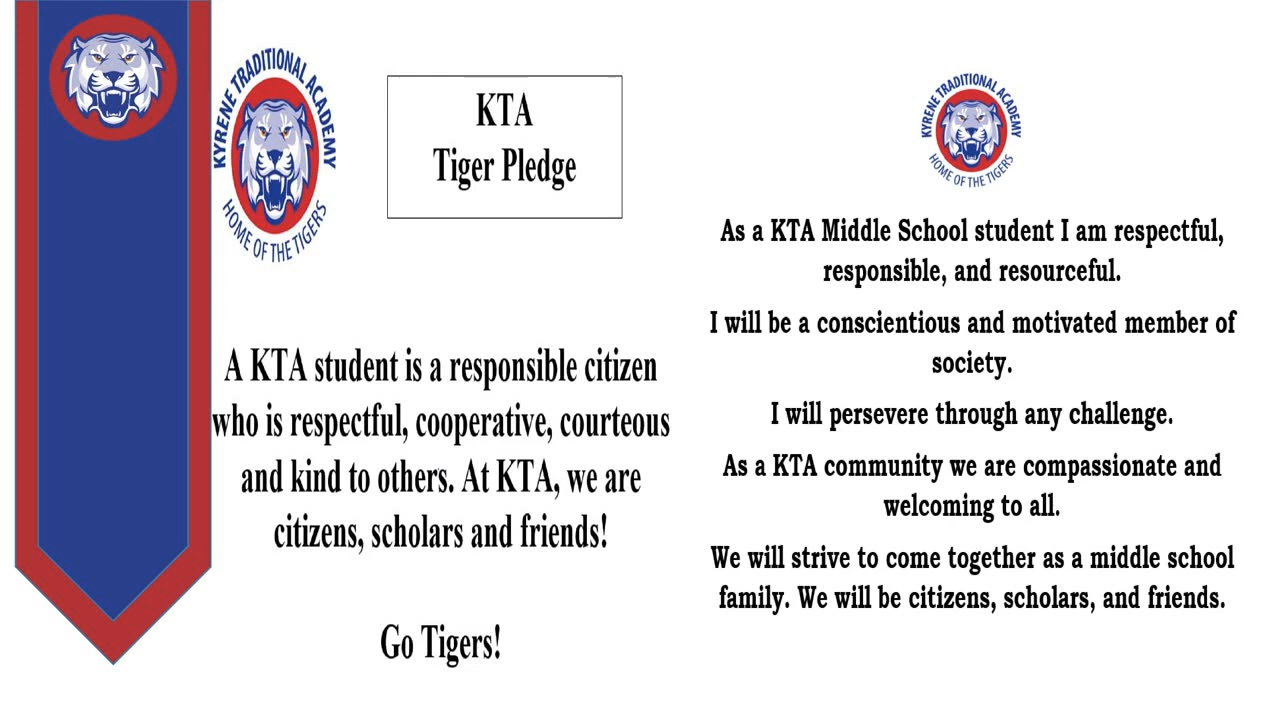 KYRENE TRADITIONAL ACADEMY
HOME OF THE TIGERS
KTA
Tiger Pledge
A KTA student is a responsible citizen
who is respectful, cooperative, courteous
and kind to others. At KTA, we are
citizens, scholars and friends!
Go Tigers!
KYRENE TRADITIONAL ACADEMY
HOME OF THE TIGERS
As a KTA Middle School student I am respectful,
responsible, and resourceful.
I will be a conscientious and motivated member of
society.
I will persevere through any challenge.
As a KTA community we are compassionate and
welcoming to all.
We will strive to come together as a middle school
family. We will be citizens, scholars, and friends.